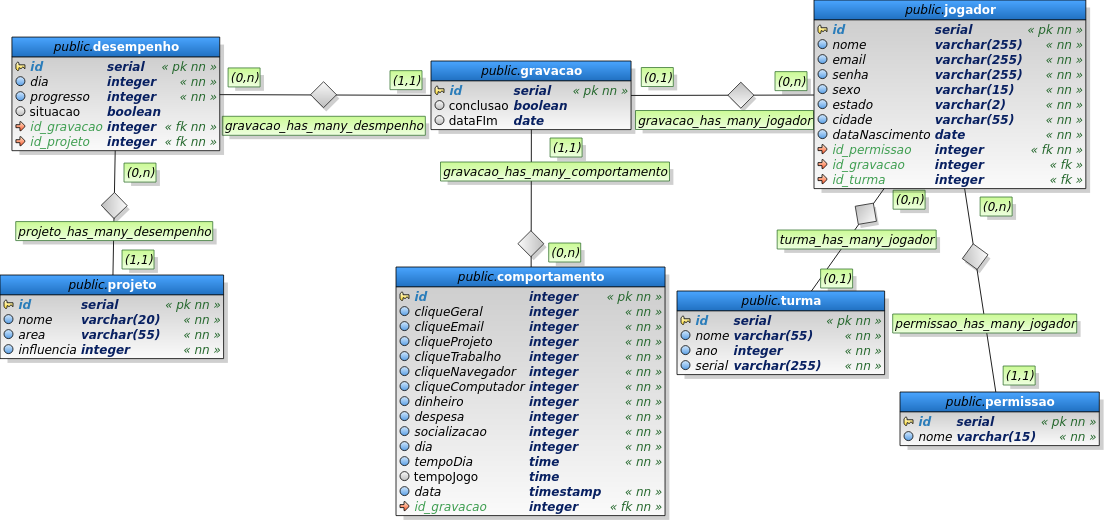 public.desempenho
id serial « pk nn »
dia integer « nn »
progresso integer « nn »
situacao boolean
id_gravacao integer « fk nn »
id_projeto integer « fk nn »
(0,n)
(1,1)
gravacao_has_many_desmpenho
public.gravacao
id serial « pk nn »
conclusao boolean
dataFIm date
(0,1)
(0,n)
gravacao_has_many_jogador
public.jogador
id serial « pk nn »
nome varchar(255) « nn »
email varchar(255) « nn »
senha varchar(255) « nn »
sexo varchar(15) « nn »
estado varchar(2) « nn »
cidade varchar(55) « nn »
dataNascimento date « nn »
id_permissao integer « fk nn »
id_gravacao integer « fk »
id_turma integer « fk »
(0,n)
projeto_has_many_desempenho
(1,1)
public.projeto
id serial « pk nn »
nome varchar(20) « nn »
area varchar(55) « nn »
influencia integer « nn »
(1,1)
gravacao_has_many_comportamento
(0,n)
public.comportamento
id integer « pk nn »
cliqueGeral integer « nn »
cliqueEmail integer « nn »
cliqueProjeto integer « nn »
cliqueTrabalho integer « nn »
cliqueNavegador integer « nn »
cliqueComputador integer « nn »
dinheiro integer « nn »
despesa integer « nn »
socializacao integer « nn »
dia integer « nn »
tempoDia time « nn »
tempoJogo time
data timestamp « nn »
id_gravacao integer « fk nn »
(0,n)
turma_has_many_jogador
(0,1)
public.turma
id serial « pk nn »
nome varchar(55) « nn »
ano integer « nn »
serial varchar(255) « nn »
(0,n)
permissao_has_many_jogador
(1,1)
public.permissao
id serial « pk nn »
nome varchar(15) « nn »